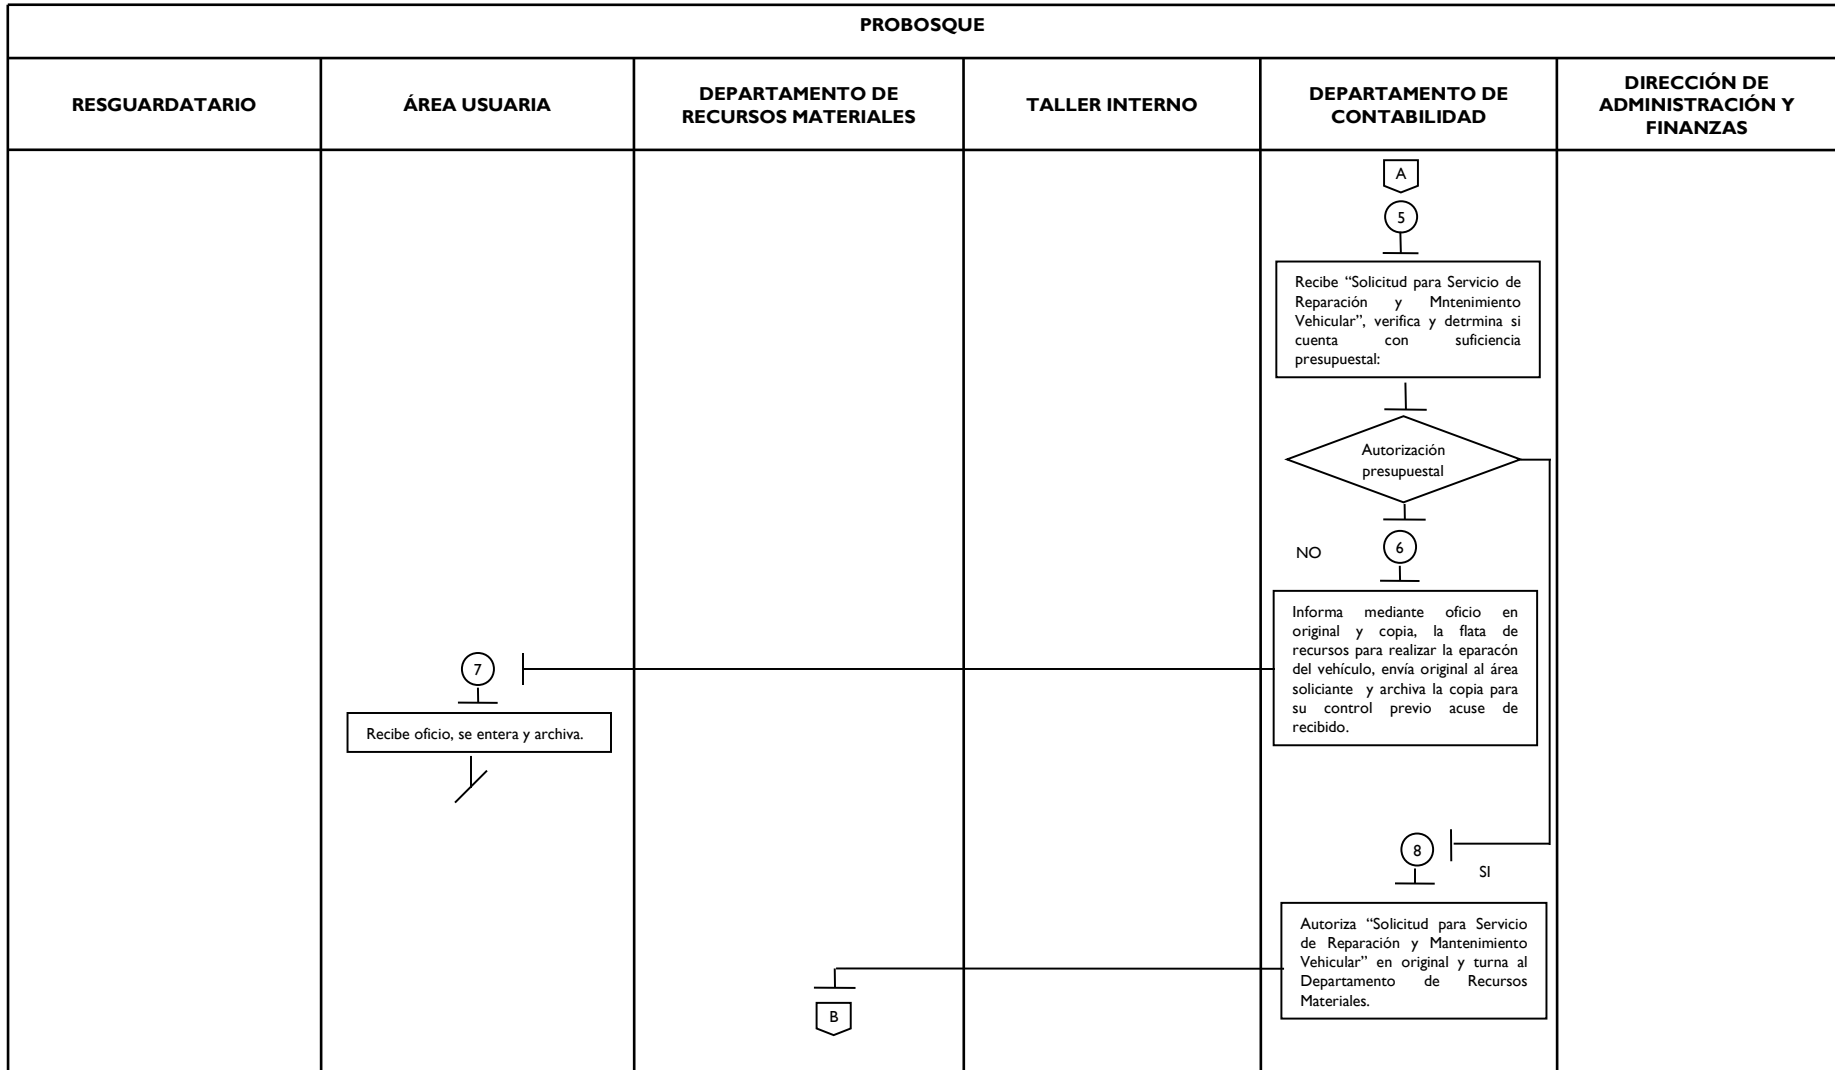 PROBOSQUE
RESGUARDATARIO
ÁREA USUARIA
DEPARTAMENTO DE
RECURSOS MATERIALES
TALLER INTERNO
DEPARTAMENTO DE
CONTABILIDAD
DIRECCIÓN DE
ADMINISTRACIÓN Y
FINANZAS
A
5
Recibe “Solicitud para Servicio de
Reparación y Mntenimiento
Vehicular”, verifica y detrmina si
cuenta con suficiencia
presupuestal:
Autorización
presupuestal
NO
6
Informa mediante oficio en
original y copia, la flata de
recursos para realizar la eparacón
del vehículo, envía original al área
soliciante y archiva la copia para
su control previo acuse de
recibido.
7
Recibe oficio, se entera y archiva.
8
SI
Autoriza “Solicitud para Servicio
de Reparación y Mantenimiento
Vehicular” en original y turna al
Departamento de Recursos
Materiales.
B